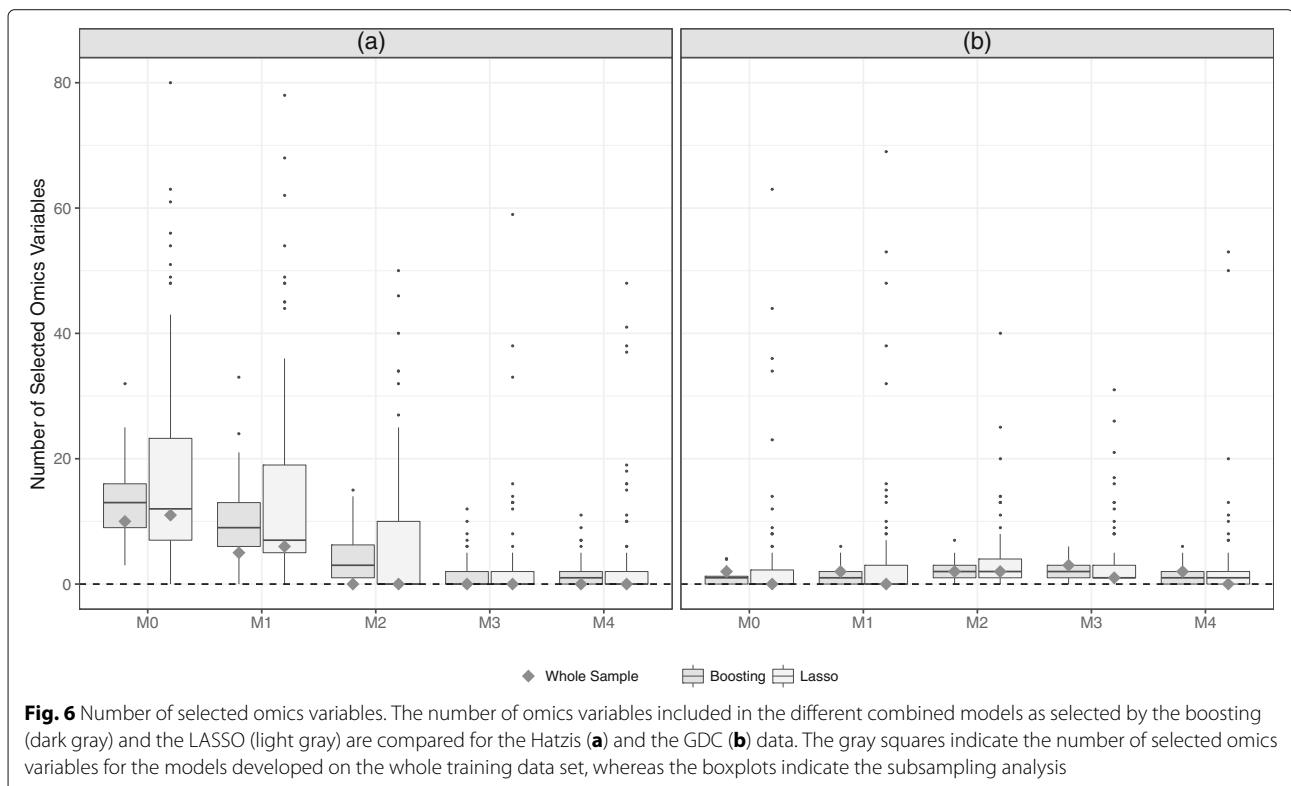 (a)
(b)
Number of Selected Omics Variables
80
60
40
20
0
M0
M1
M2
M3
M4
M0
M1
M2
M3
M4
Whole Sample
Boosting
Lasso
Fig. 6 Number of selected omics variables. The number of omics variables included in the different combined models as selected by the boosting
(dark gray) and the LASSO (light gray) are compared for the Hatzis (a) and the GDC (b) data. The gray squares indicate the number of selected omics
variables for the models developed on the whole training data set, whereas the boxplots indicate the subsampling analysis